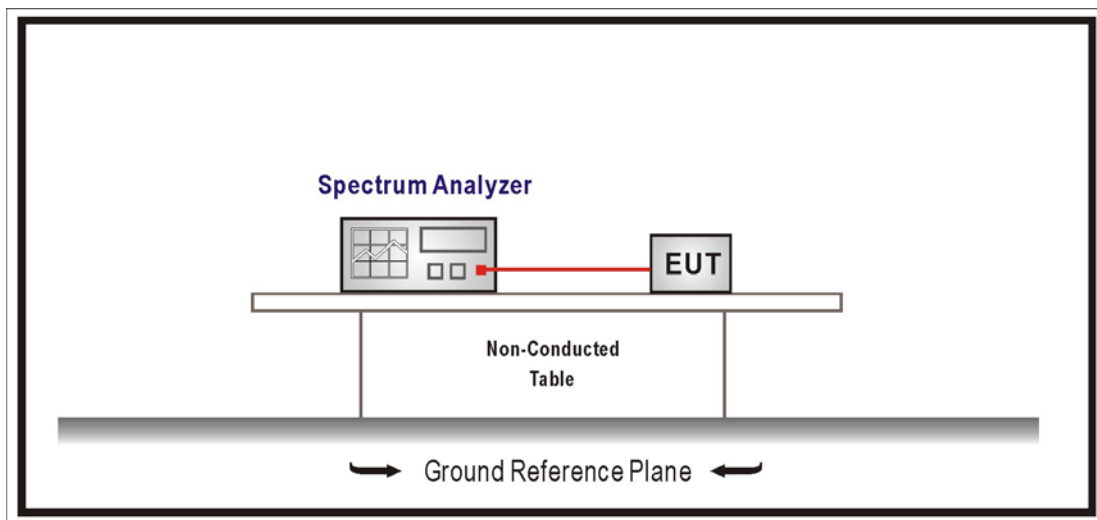 Spectrum Analyzer
EUT
Non-Conducted
Table
Ground Reference Plane